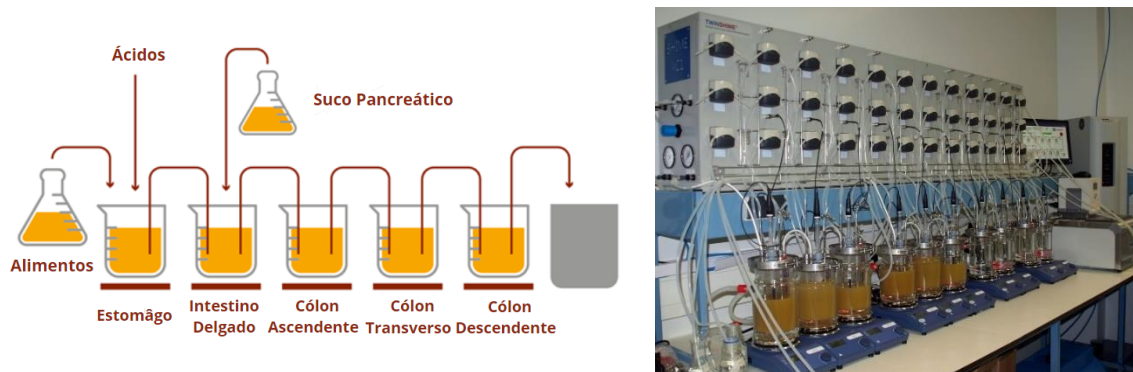 Ácidos
Suco Pancreático
Alimentos
Estomâgo
Intestino
Delgado
Cólon
Ascendente
Cólon
Transverso
Cólon
Descendente